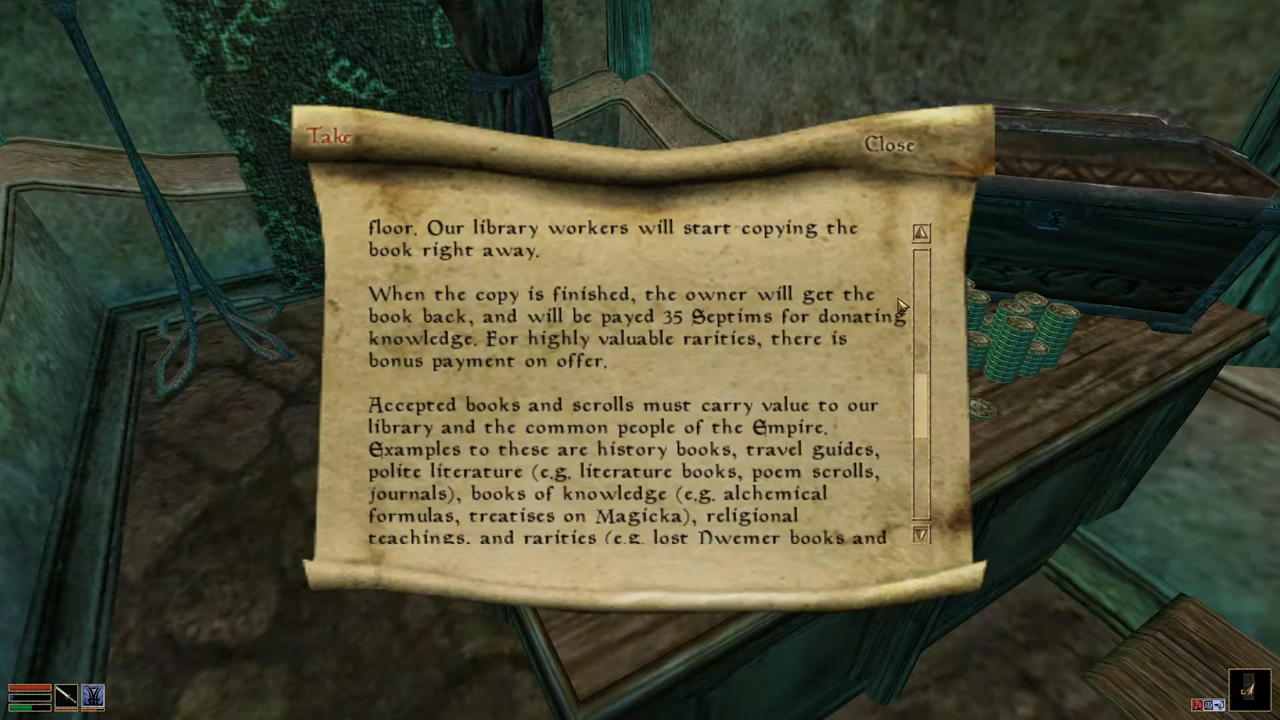 Take
Close
floor. Our library workers will start copying the
book right away.
When the copy is finished, the owner will get the
book back, and will be payed 35 Septims for donating
knowledge. For highly valuable rarities, there is
bonus payment on offer.
Accepted books and scrolls must carry value to our
library and the common people of the Empire.
Examples to these are history books, travel guides,
polite literature (e.g. literature books, poem scrolls,
journals), books of knowledge (e.g. alchemical
formulas, treatises on Magicka), religional
teachings, and rarities (e.g. lost Dwemer books and